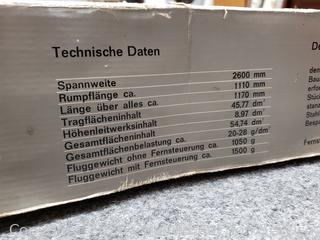 Technische Daten
Spannweite 2600 mm
Rumpflänge ca. 1110 mm
Länge über alles ca. 1170 mm
Tragflächeninhalt 45,77 dm²
Höhenleitwerksinhalt 8,97 dm²
Gesamtflächeninhalt 54,74 dm²
Gesamtflächenbelastung ca. 20-28 g/dm²
Fluggewicht ohne Fernsteuerung ca. 1050 g
Fluggewicht mit Fernsteuerung ca. 1500 g